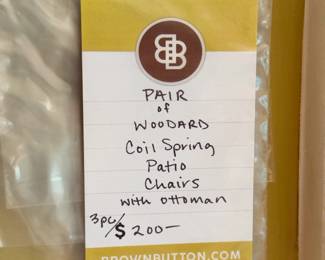 BB
PAIR
of
WOODARD
Coil Spring
Patio
Chairs
with ottoman
3pc/$200—
BROWNBUTTON.COM